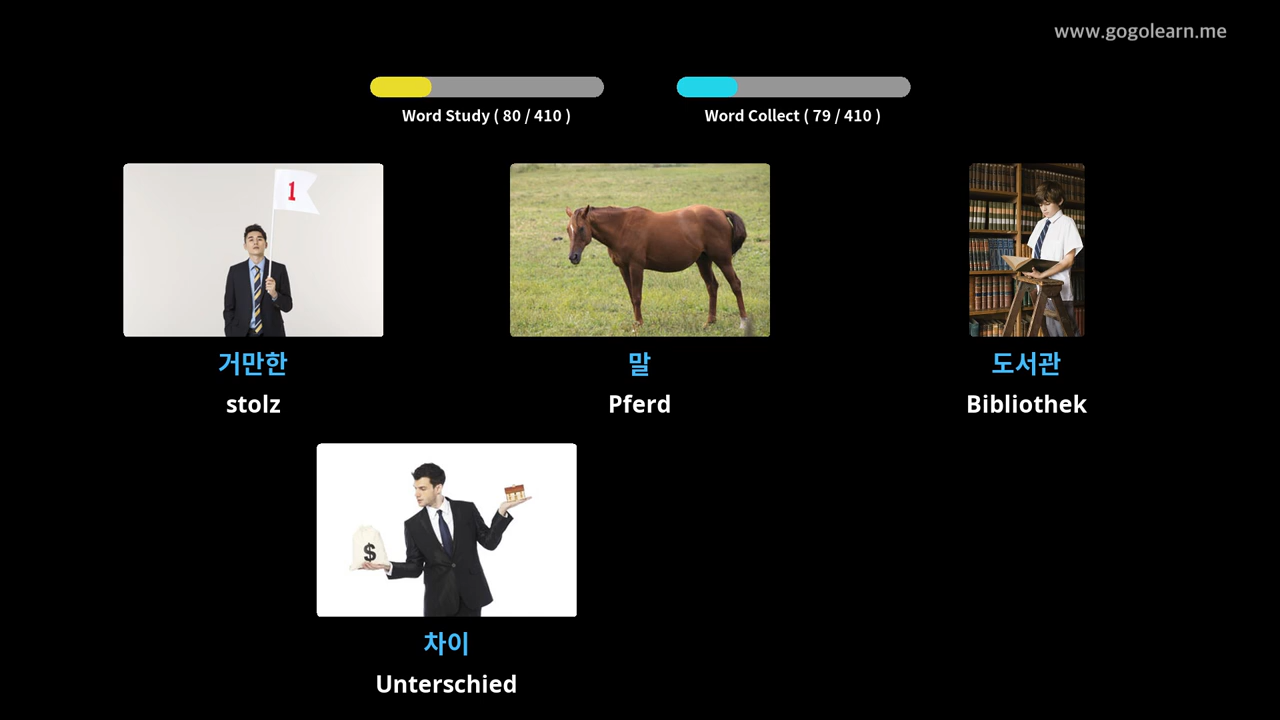 www.gogolearn.me
Word Study ( 80 / 410 )
Word Collect ( 79 / 410 )
1
거만한
stolz
말
Pferd
도서관
Bibliothek
$
차이
Unterschied